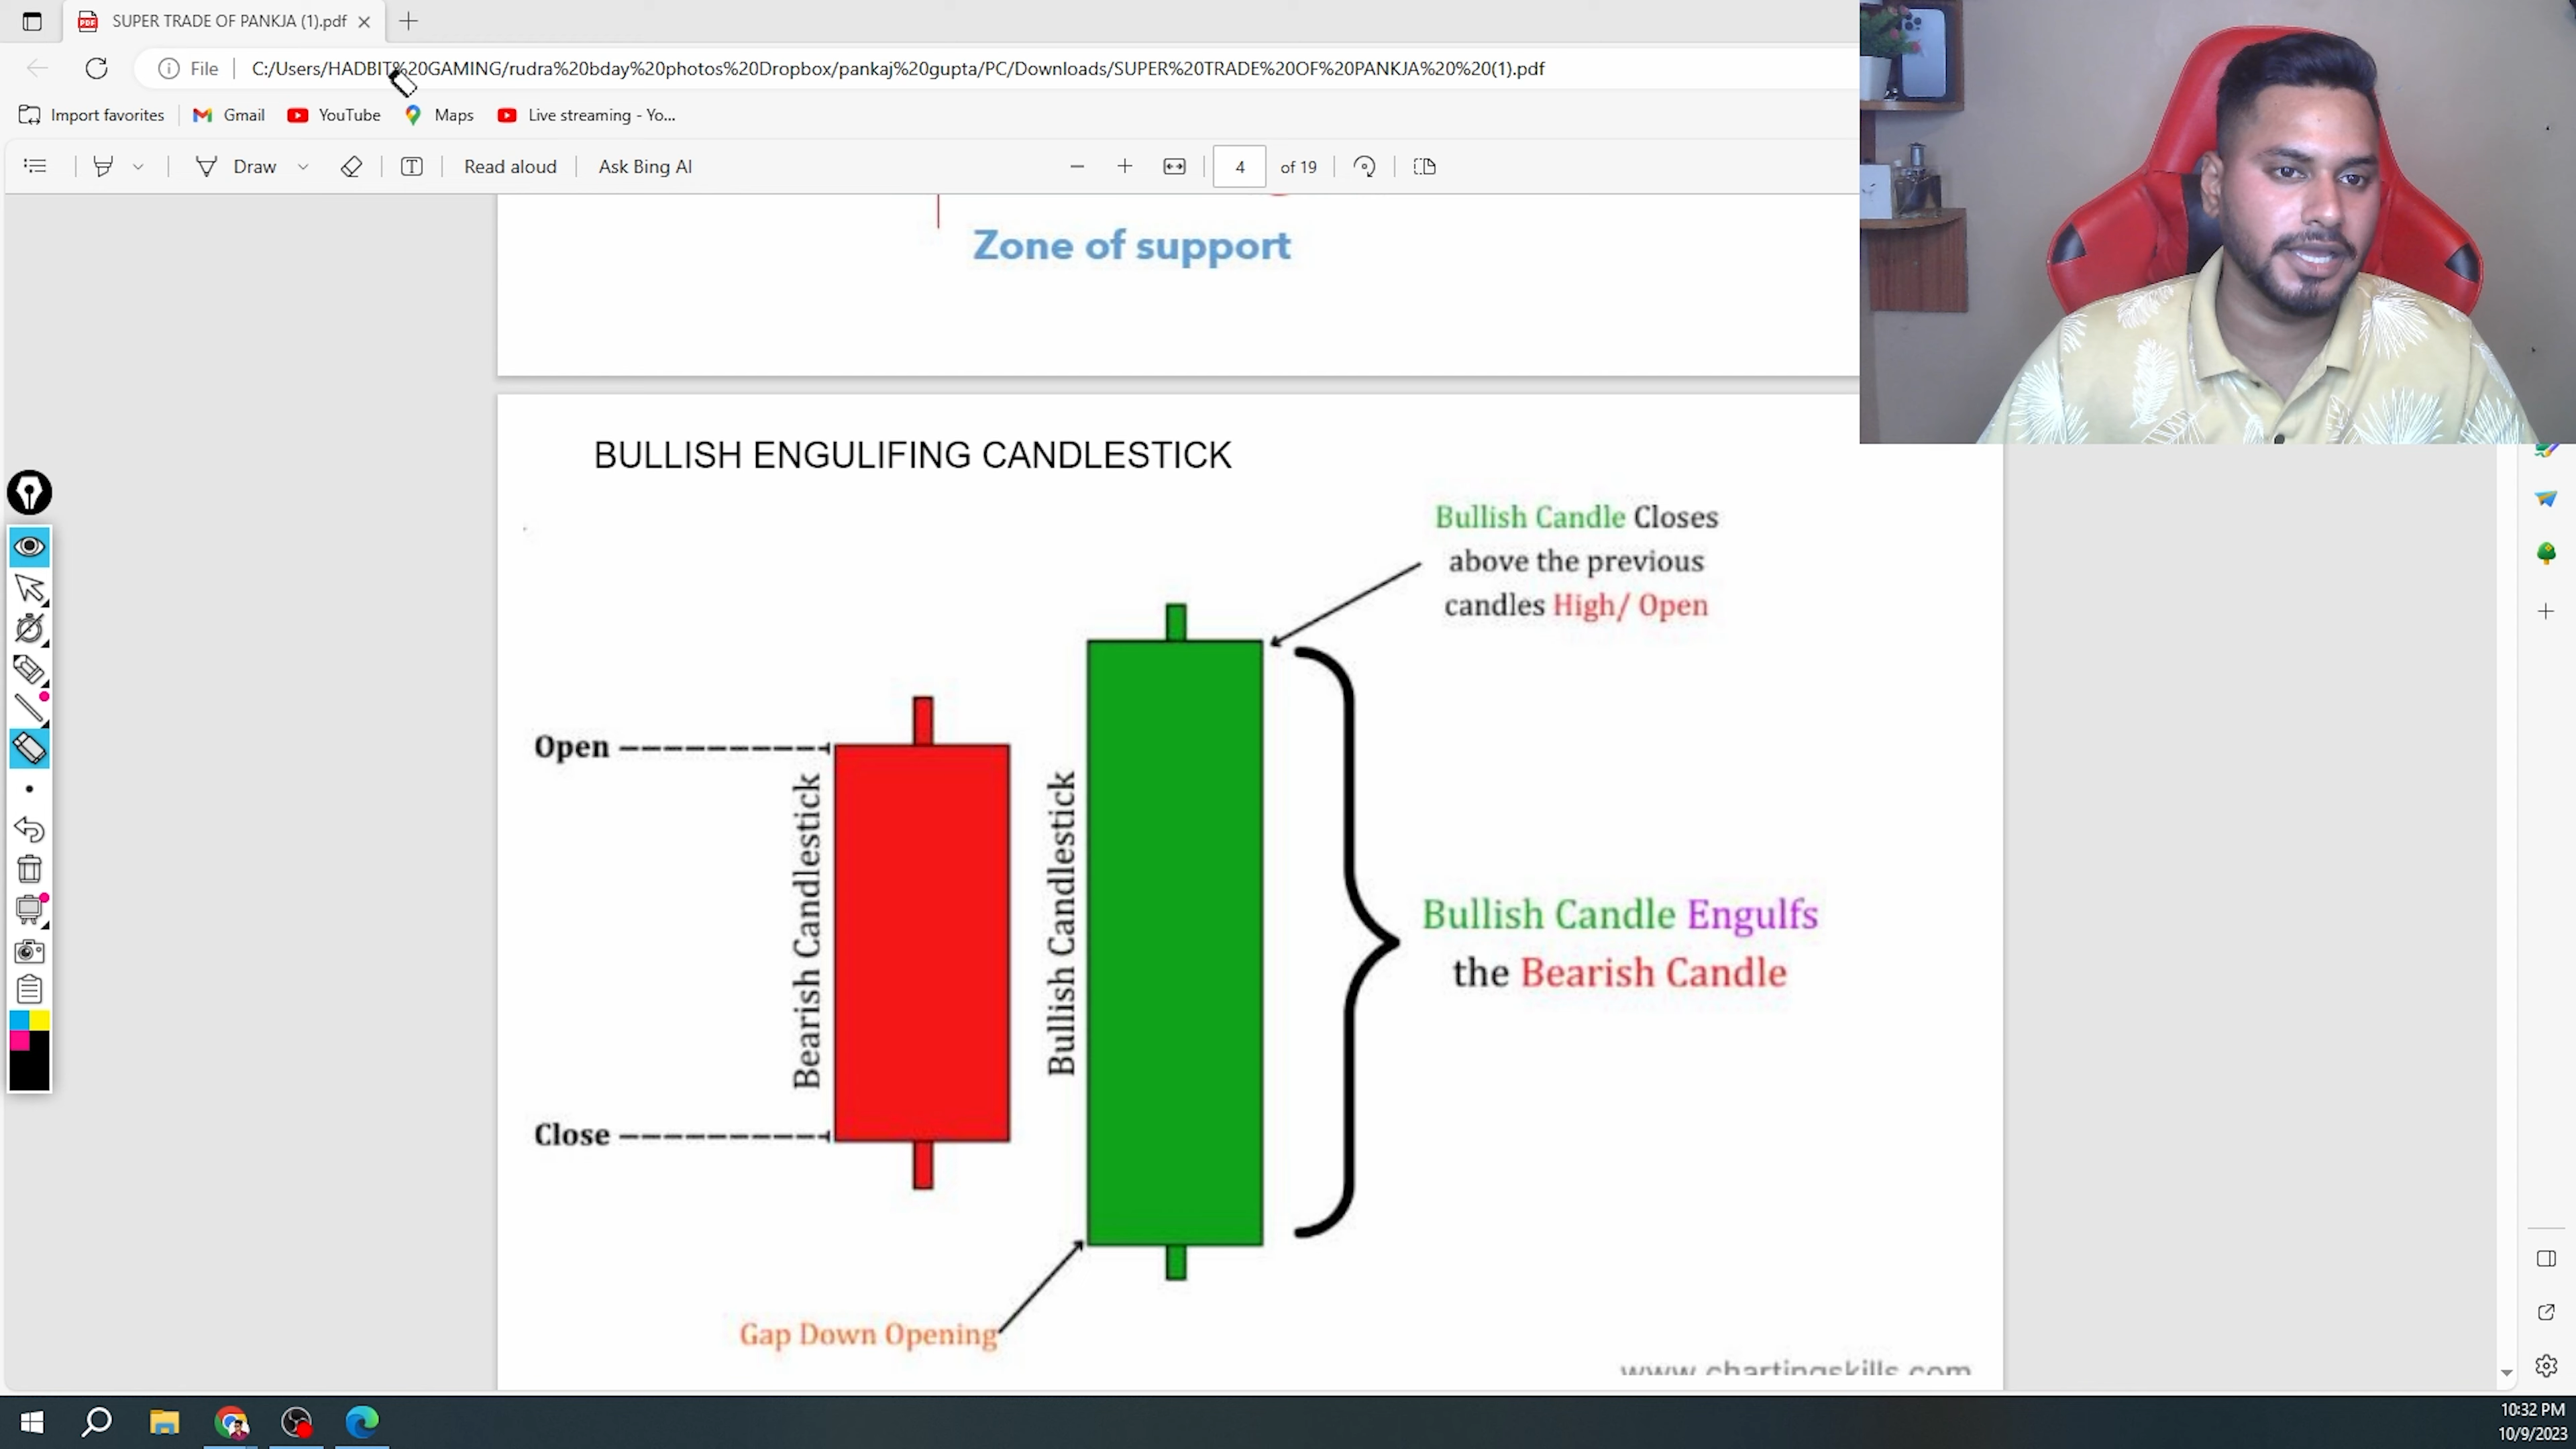 SUPER TRADE OF PANKJA (1).pdf
File
C:/Users/HADBIT%20GAMING/rudra%20bday%20photos%20Dropbox/pankaj%20gupta/PC/Downloads/SUPER%20TRADE%20OF%20PANKJA%20%20(1).pdf
Import favorites
Gmail
YouTube
Maps
Live streaming - Yo...
Draw
Read aloud
Ask Bing AI
4
of 19
Zone of support
BULLISH ENGULIFING CANDLESTICK
Bullish Candle Closes
above the previous
candles High/ Open
Open
Bearish Candlestick
Bullish Candlestick
Bullish Candle Engulfs
the Bearish Candle
Close
Gap Down Opening
www.chartingskills.com
10:32 PM
10/9/2023